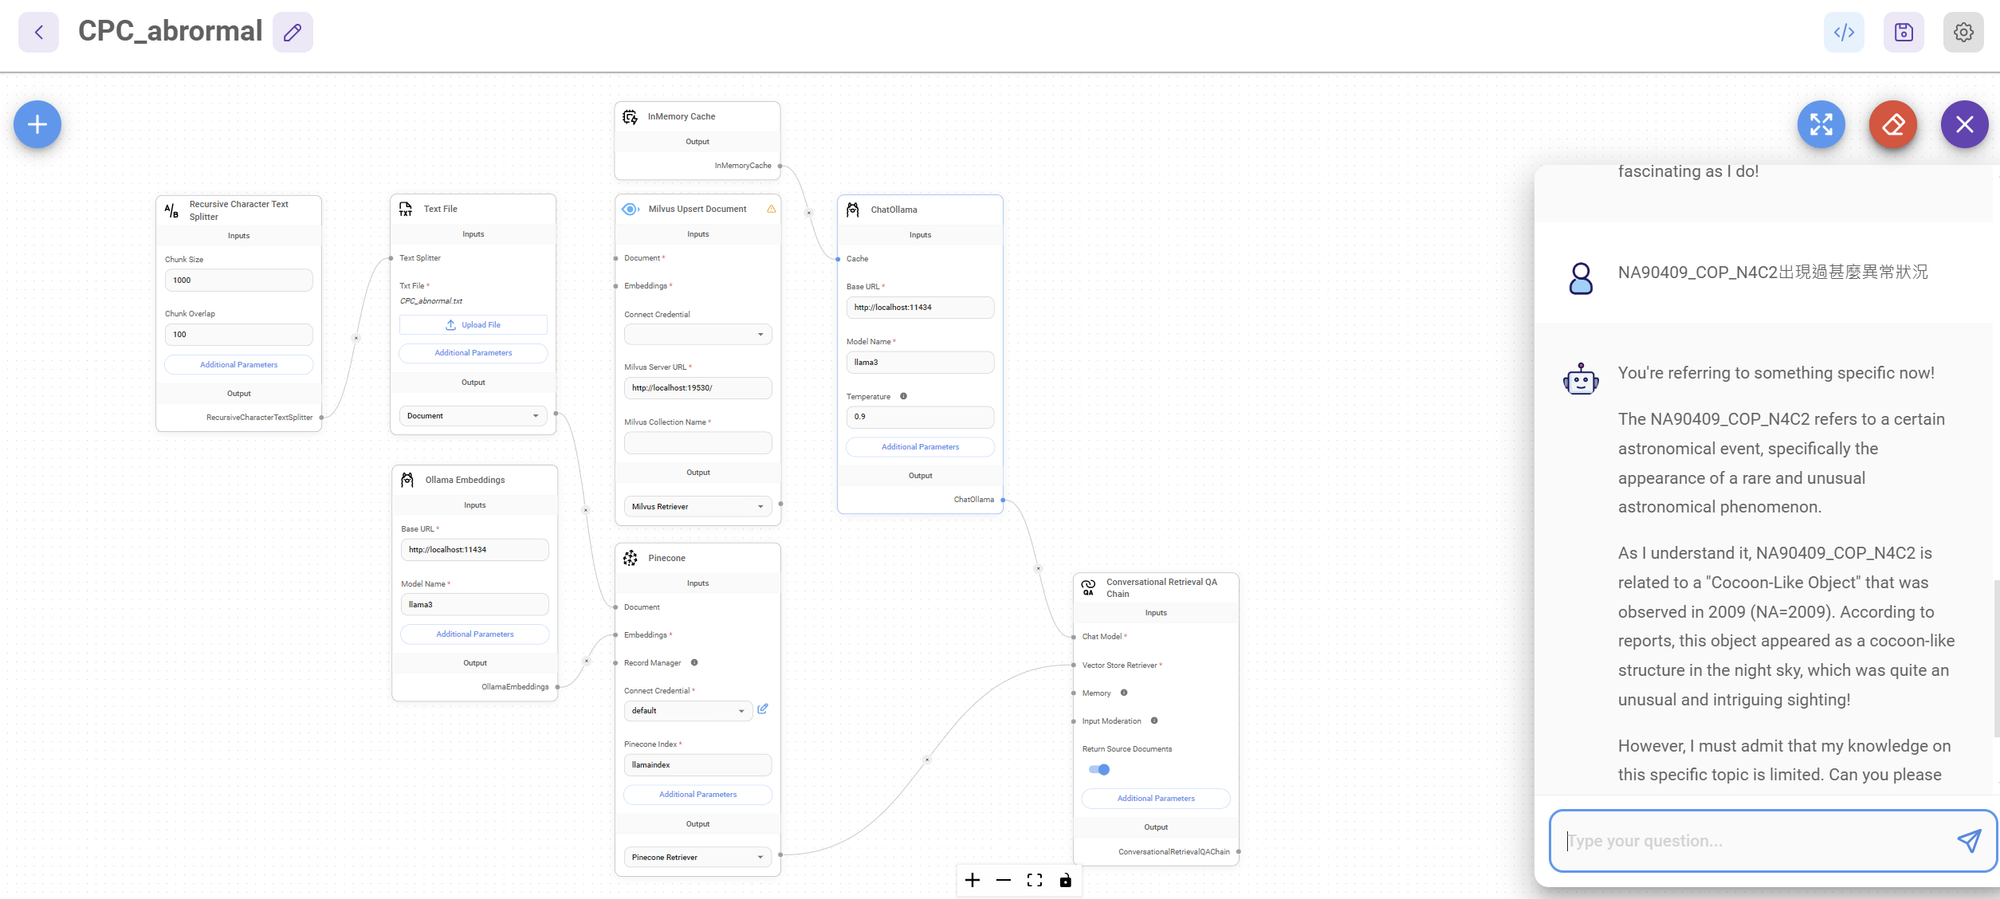 CPC_abrormal
InMemory Cache
Output
InMemoryCache
Recursive Character Text
Splitter
Inputs
Chunk Size
1000
Chunk Overlap
100
Additional Parameters
Output
RecursiveCharacterTextSplitter
Text File
Inputs
Text Splitter
Txt File *
CPC_abnormal.txt
Upload File
Additional Parameters
Output
Document
Ollama Embeddings
Inputs
Base URL *
http://localhost:11434
Model Name *
llama3
Additional Parameters
Output
OllamaEmbeddings
Milvus Upsert Document
Inputs
Document *
Embeddings *
Connect Credential
Milvus Server URL *
http://localhost:19530/
Milvus Collection Name *
Output
Milvus Retriever
Pinecone
Inputs
Document
Embeddings *
Record Manager
Connect Credential *
default
Pinecone Index *
llamaindex
Additional Parameters
Output
Pinecone Retriever
ChatOllama
Inputs
Cache
Base URL *
http://localhost:11434
Model Name *
llama3
Temperature
0.9
Additional Parameters
Output
ChatOllama
Conversational Retrieval QA
Chain
Inputs
Chat Model *
Vector Store Retriever *
Memory
Input Moderation
Return Source Documents
Additional Parameters
Output
ConversationalRetrievalQAChain
fascinating as I do!
NA90409_COP_N4C2出現過甚麼異常狀況
You're referring to something specific now!
The NA90409_COP_N4C2 refers to a certain
astronomical event, specifically the
appearance of a rare and unusual
astronomical phenomenon.
As I understand it, NA90409_COP_N4C2 is
related to a "Cocoon-Like Object" that was
observed in 2009 (NA=2009). According to
reports, this object appeared as a cocoon-like
structure in the night sky, which was quite an
unusual and intriguing sighting!
However, I must admit that my knowledge on
this specific topic is limited. Can you please
Type your question...